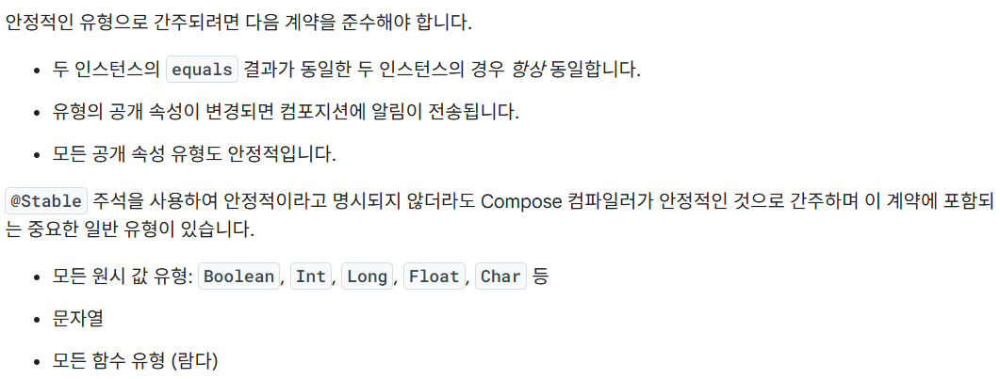 안정적인 유형으로 간주되려면 다음 계약을 준수해야 합니다.
• 두 인스턴스의 equals 결과가 동일한 두 인스턴스의 경우 항상 동일합니다.
• 유형의 공개 속성이 변경되면 컴포지션에 알림이 전송됩니다.
• 모든 공개 속성 유형도 안정적입니다.
@Stable 주석을 사용하여 안정적이라고 명시되지 않더라도 Compose 컴파일러가 안정적인 것으로 간주하며 이 계약에 포함되
는 중요한 일반 유형이 있습니다.
• 모든 원시 값 유형: Boolean, Int, Long, Float, Char 등
• 문자열
• 모든 함수 유형 (람다)